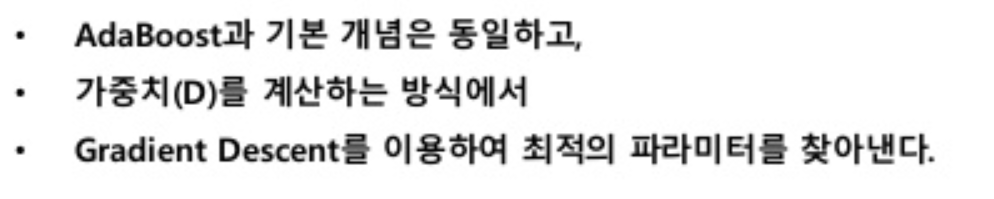 • AdaBoost과 기본 개념은 동일하고,
• 가중치(D)를 계산하는 방식에서
• Gradient Descent를 이용하여 최적의 파라미터를 찾아낸다.